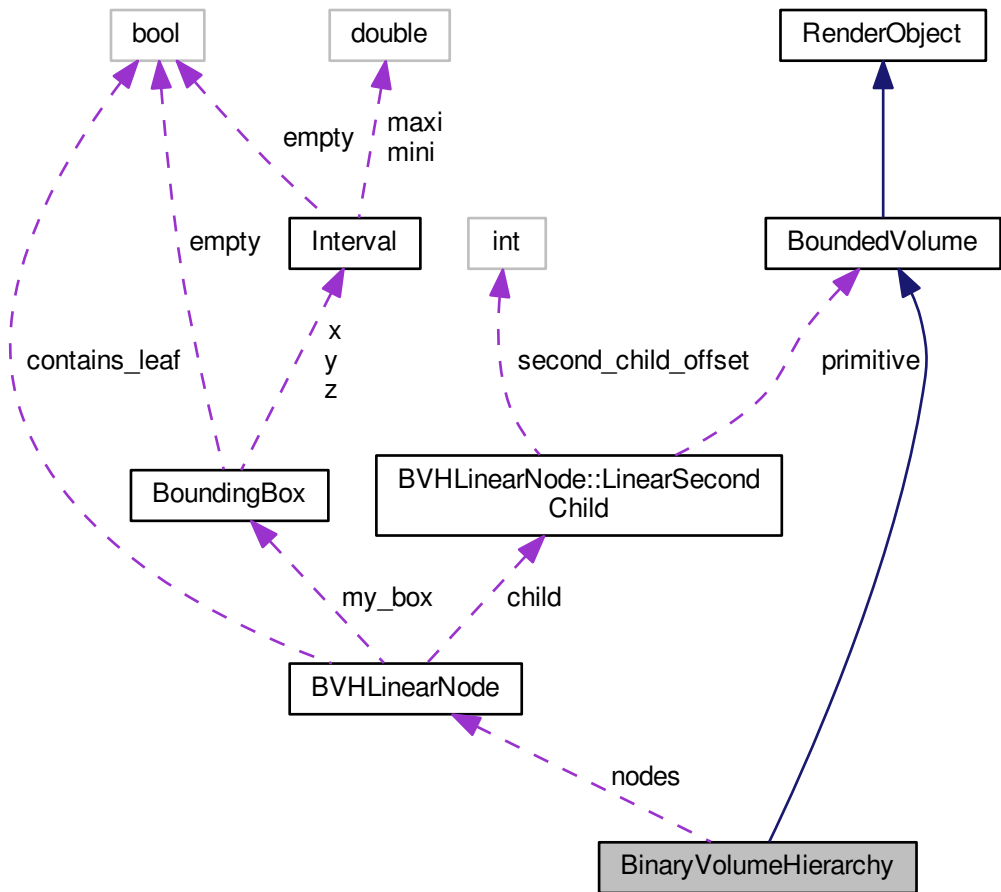 bool
double
RenderObject
empty
maxi
mini
empty
Interval
int
BoundedVolume
contains_leaf
x
y
z
second_child_offset
primitive
BoundingBox
BVHLinearNode::LinearSecond
Child
my_box
child
BVHLinearNode
nodes
BinaryVolumeHierarchy